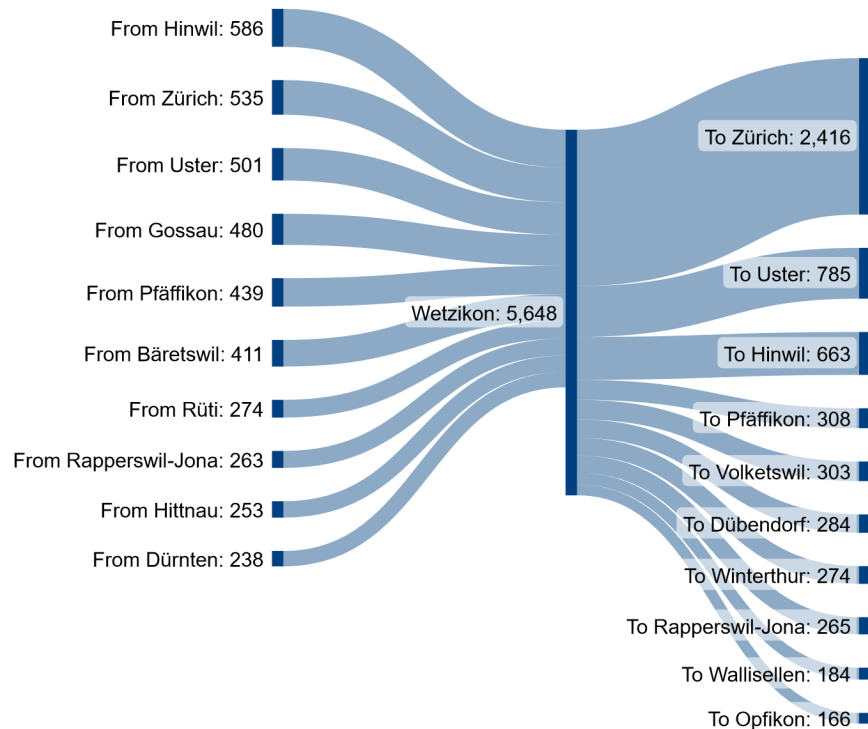 From Hinwil: 586
From Zürich: 535
From Uster: 501
From Gossau: 480
From Pfäffikon: 439
From Bäretswil: 411
From Rüti: 274
From Rapperswil-Jona: 263
From Hittnau: 253
From Dürnten: 238
Wetzikon: 5,648
To Zürich: 2,416
To Uster: 785
To Hinwil: 663
To Pfäffikon: 308
To Volketswil: 303
To Dübendorf: 284
To Winterthur: 274
To Rapperswil-Jona: 265
To Wallisellen: 184
To Opfikon: 166